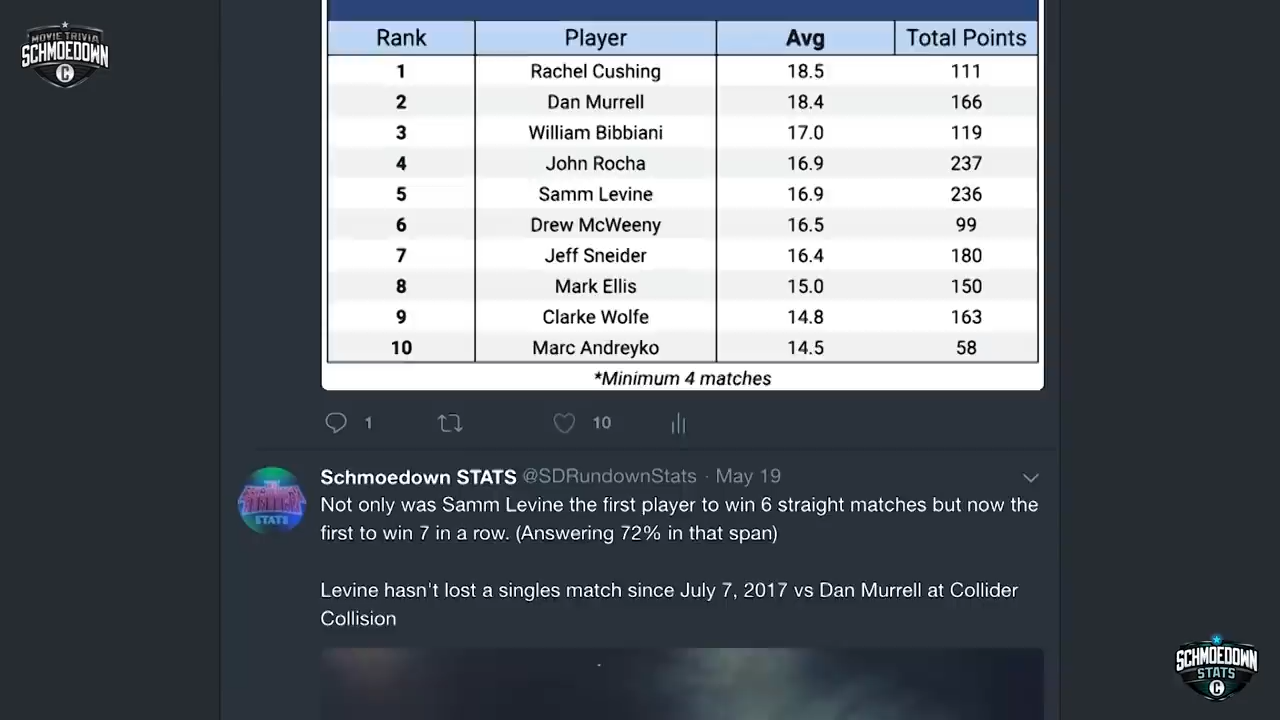 MOVIE TRIVIA
SCHMOEDOWN
C
Rank Player Avg Total Points
1 Rachel Cushing 18.5 111
2 Dan Murrell 18.4 166
3 William Bibbiani 17.0 119
4 John Rocha 16.9 237
5 Samm Levine 16.9 236
6 Drew McWeeny 16.5 99
7 Jeff Sneider 16.4 180
8 Mark Ellis 15.0 150
9 Clarke Wolfe 14.8 163
10 Marc Andreyko 14.5 58
*Minimum 4 matches
1 10
Schmoedown STATS @SDRundownStats · May 19
Not only was Samm Levine the first player to win 6 straight matches but now the
first to win 7 in a row. (Answering 72% in that span)
Levine hasn't lost a singles match since July 7, 2017 vs Dan Murrell at Collider
Collision
STATS
SCHMOEDOWN
STATS
C